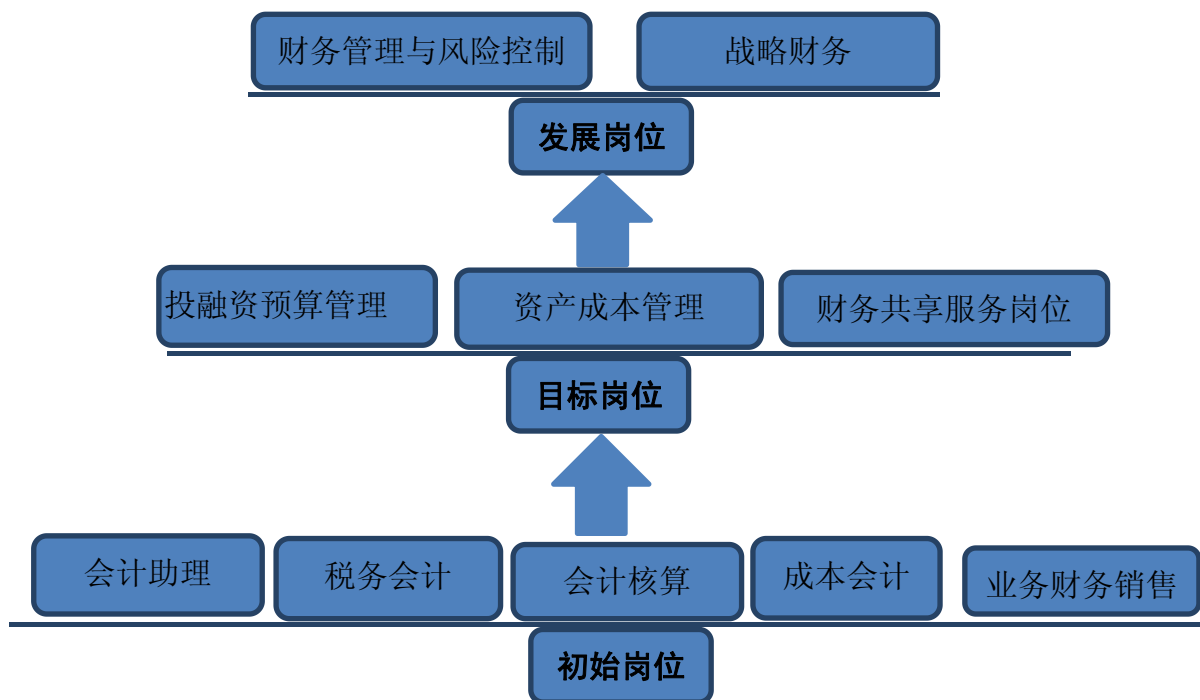 财务管理与风险控制
战略财务
发展岗位
投融资预算管理
资产成本管理
财务共享服务岗位
目标岗位
会计助理
税务会计
会计核算
成本会计
业务财务销售
初始岗位